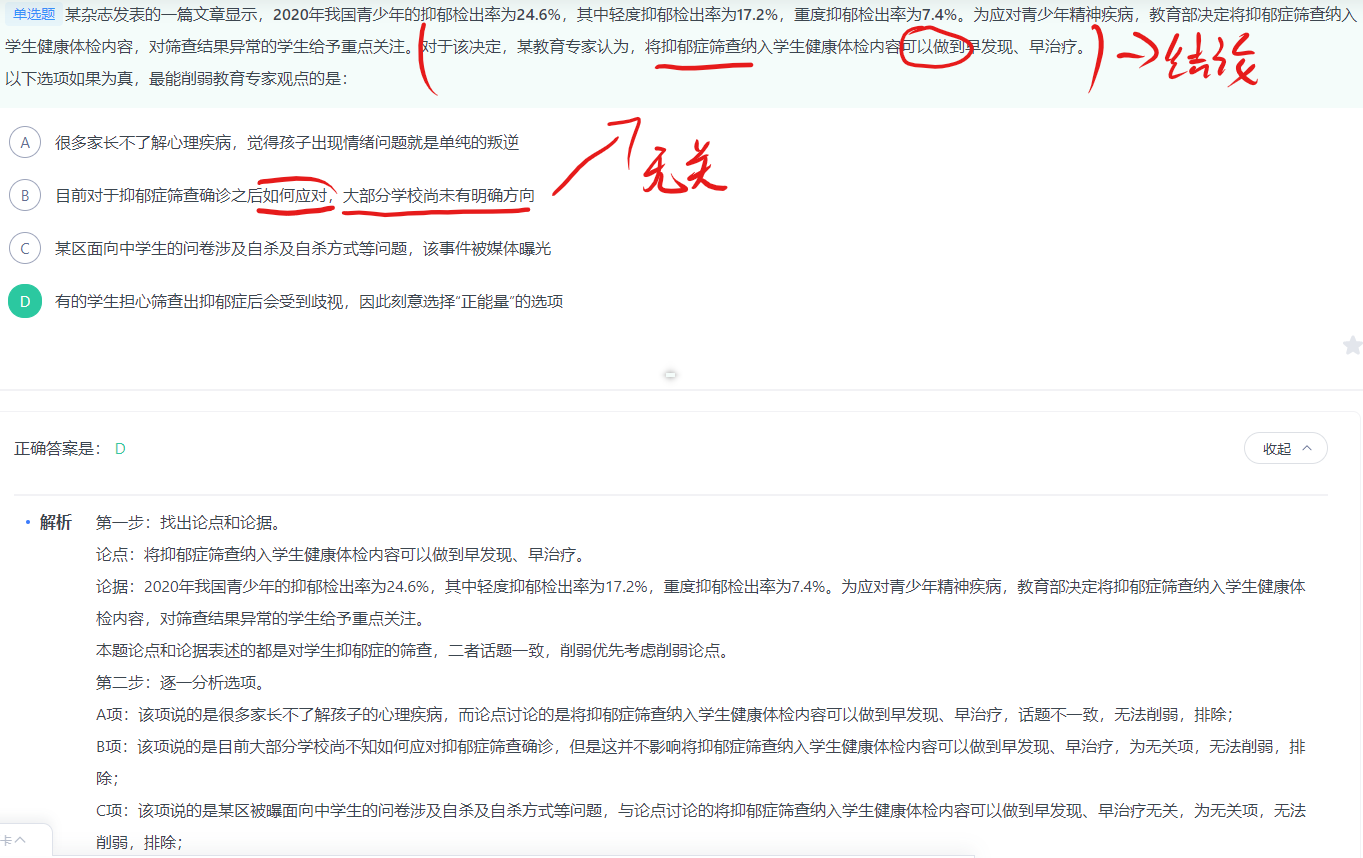 单选题 某杂志发表的一篇文章显示，2020年我国青少年的抑郁检出率为24.6%，其中轻度抑郁检出率为17.2%，重度抑郁检出率为7.4%。为应对青少年精神疾病，教育部决定将抑郁症筛查纳入
学生健康体检内容，对筛查结果异常的学生给予重点关注。对于该决定，某教育专家认为，将抑郁症筛查纳入学生健康体检内容可以做到早发现、早治疗。
结论
以下选项如果为真，最能削弱教育专家观点的是：
A 很多家长不了解心理疾病，觉得孩子出现情绪问题就是单纯的叛逆
无关
B 目前对于抑郁症筛查确诊之后如何应对，大部分学校尚未有明确方向
C 某区面向中学生的问卷涉及自杀及自杀方式等问题，该事件被媒体曝光
D 有的学生担心筛查出抑郁症后会受到歧视，因此刻意选择“正能量”的选项
正确答案是： D
收起
解析 第一步：找出论点和论据。
论点：将抑郁症筛查纳入学生健康体检内容可以做到早发现、早治疗。
论据：2020年我国青少年的抑郁检出率为24.6%，其中轻度抑郁检出率为17.2%，重度抑郁检出率为7.4%。为应对青少年精神疾病，教育部决定将抑郁症筛查纳入学生健康体
检内容，对筛查结果异常的学生给予重点关注。
本题论点和论据表述的都是对学生抑郁症的筛查，二者话题一致，削弱优先考虑削弱论点。
第二步：逐一分析选项。
A项：该项说的是很多家长不了解孩子的心理疾病，而论点讨论的是将抑郁症筛查纳入学生健康体检内容可以做到早发现、早治疗，话题不一致，无法削弱，排除；
B项：该项说的是目前大部分学校尚不知如何应对抑郁症筛查确诊，但是这并不影响将抑郁症筛查纳入学生健康体检内容可以做到早发现、早治疗，为无关项，无法削弱，排
除；
C项：该项说的是某区被曝面向中学生的问卷涉及自杀及自杀方式等问题，与论点讨论的将抑郁症筛查纳入学生健康体检内容可以做到早发现、早治疗无关，为无关项，无法
卡
削弱，排除；